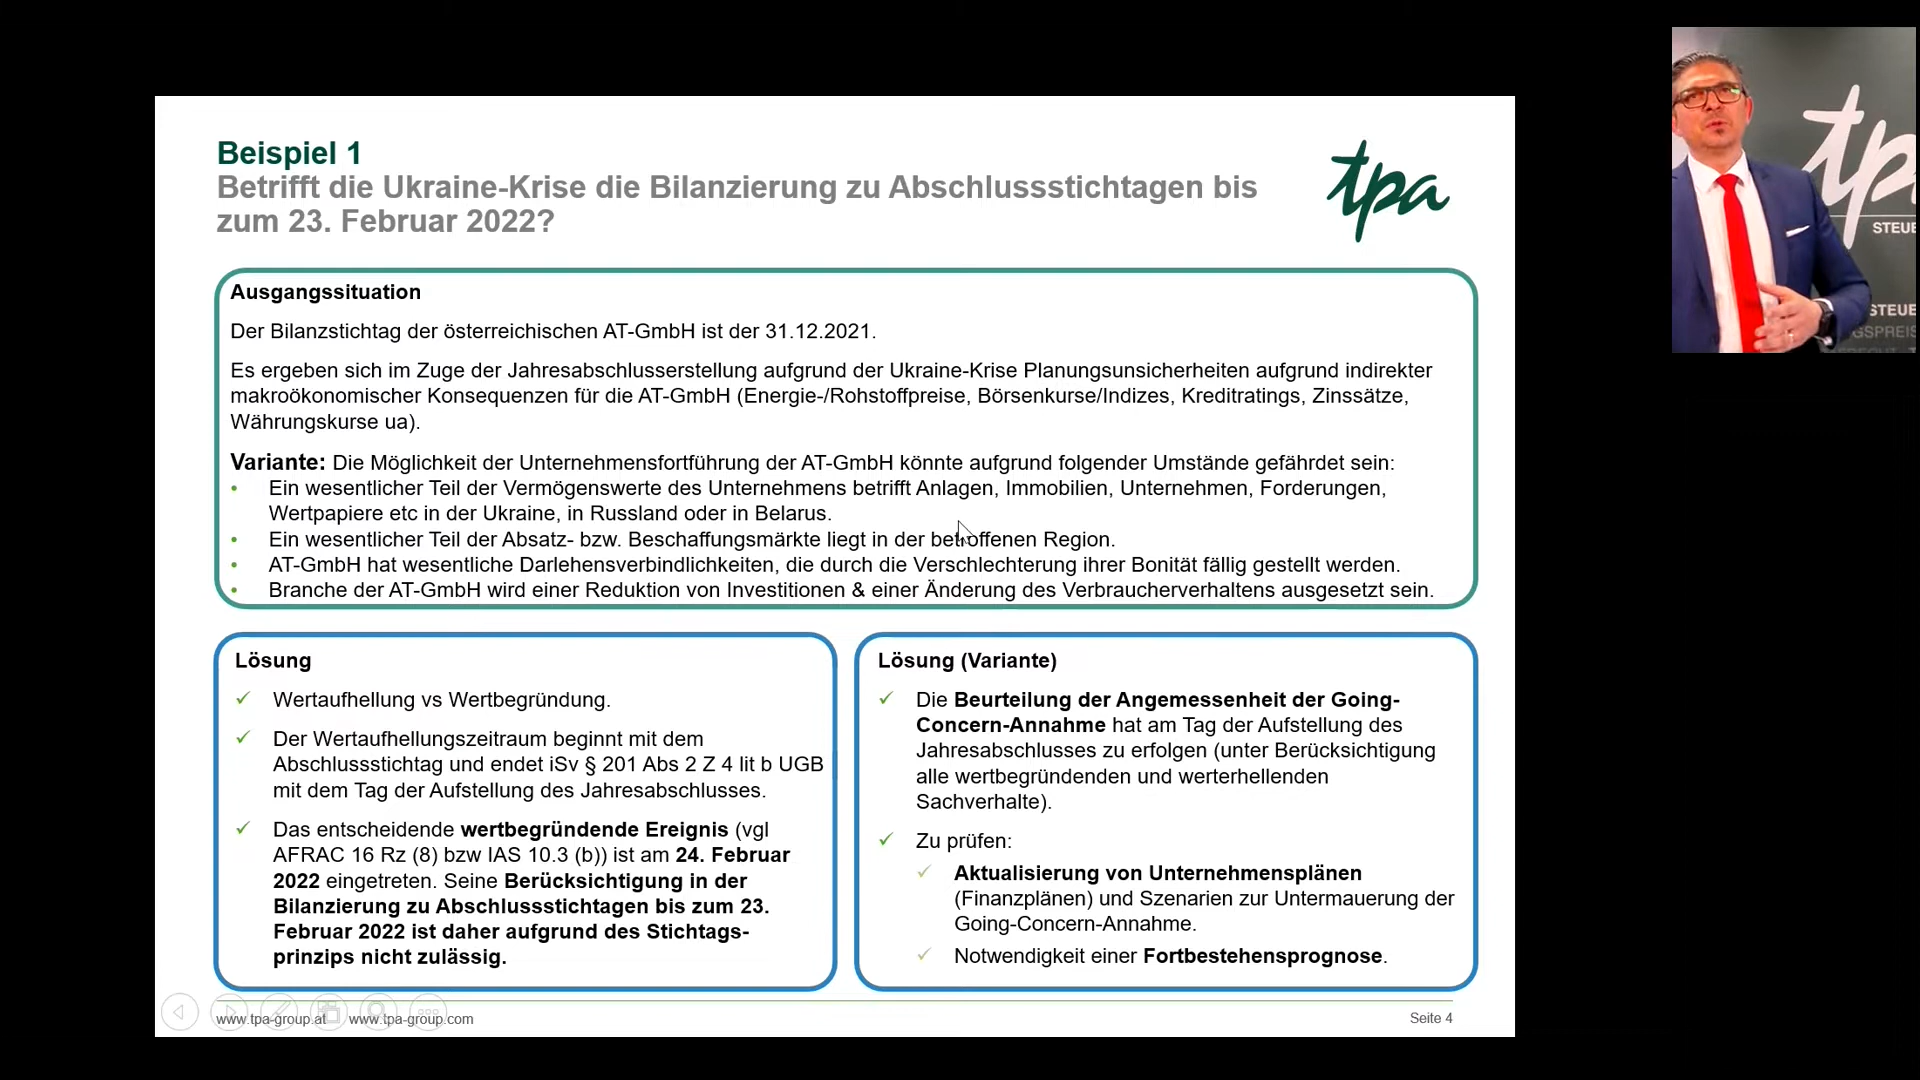 Beispiel 1
Betrifft die Ukraine-Krise die Bilanzierung zu Abschlussstichtagen bis
zum 23. Februar 2022?
tpa
Ausgangssituation
Der Bilanzstichtag der österreichischen AT-GmbH ist der 31.12.2021.
Es ergeben sich im Zuge der Jahresabschlusserstellung aufgrund der Ukraine-Krise Planungsunsicherheiten aufgrund indirekter
makroökonomischer Konsequenzen für die AT-GmbH (Energie-/Rohstoffpreise, Börsenkurse/Indizes, Kreditratings, Zinssätze,
Währungskurse ua).
Variante: Die Möglichkeit der Unternehmensfortführung der AT-GmbH könnte aufgrund folgender Umstände gefährdet sein:
• Ein wesentlicher Teil der Vermögenswerte des Unternehmens betrifft Anlagen, Immobilien, Unternehmen, Forderungen,
Wertpapiere etc in der Ukraine, in Russland oder in Belarus.
• Ein wesentlicher Teil der Absatz- bzw. Beschaffungsmärkte liegt in der betroffenen Region.
• AT-GmbH hat wesentliche Darlehensverbindlichkeiten, die durch die Verschlechterung ihrer Bonität fällig gestellt werden.
• Branche der AT-GmbH wird einer Reduktion von Investitionen & einer Änderung des Verbraucherverhaltens ausgesetzt sein.
Lösung
✓ Wertaufhellung vs Wertbegründung.
✓ Der Wertaufhellungszeitraum beginnt mit dem
Abschlussstichtag und endet iSv § 201 Abs 2 Z 4 lit b UGB
mit dem Tag der Aufstellung des Jahresabschlusses.
✓ Das entscheidende wertbegründende Ereignis (vgl
AFRAC 16 Rz (8) bzw IAS 10.3 (b)) ist am 24. Februar
2022 eingetreten. Seine Berücksichtigung in der
Bilanzierung zu Abschlussstichtagen bis zum 23.
Februar 2022 ist daher aufgrund des Stichtags-
prinzips nicht zulässig.
Lösung (Variante)
✓ Die Beurteilung der Angemessenheit der Going-
Concern-Annahme hat am Tag der Aufstellung des
Jahresabschlusses zu erfolgen (unter Berücksichtigung
alle wertbegründenden und werterhellenden
Sachverhalte).
✓ Zu prüfen:
✓ Aktualisierung von Unternehmensplänen
(Finanzplänen) und Szenarien zur Untermauerung der
Going-Concern-Annahme.
✓ Notwendigkeit einer Fortbestehensprognose.
www.tpa-group.at www.tpa-group.com
Seite 4
tpa
STEUE
STEUE
GSPREIS